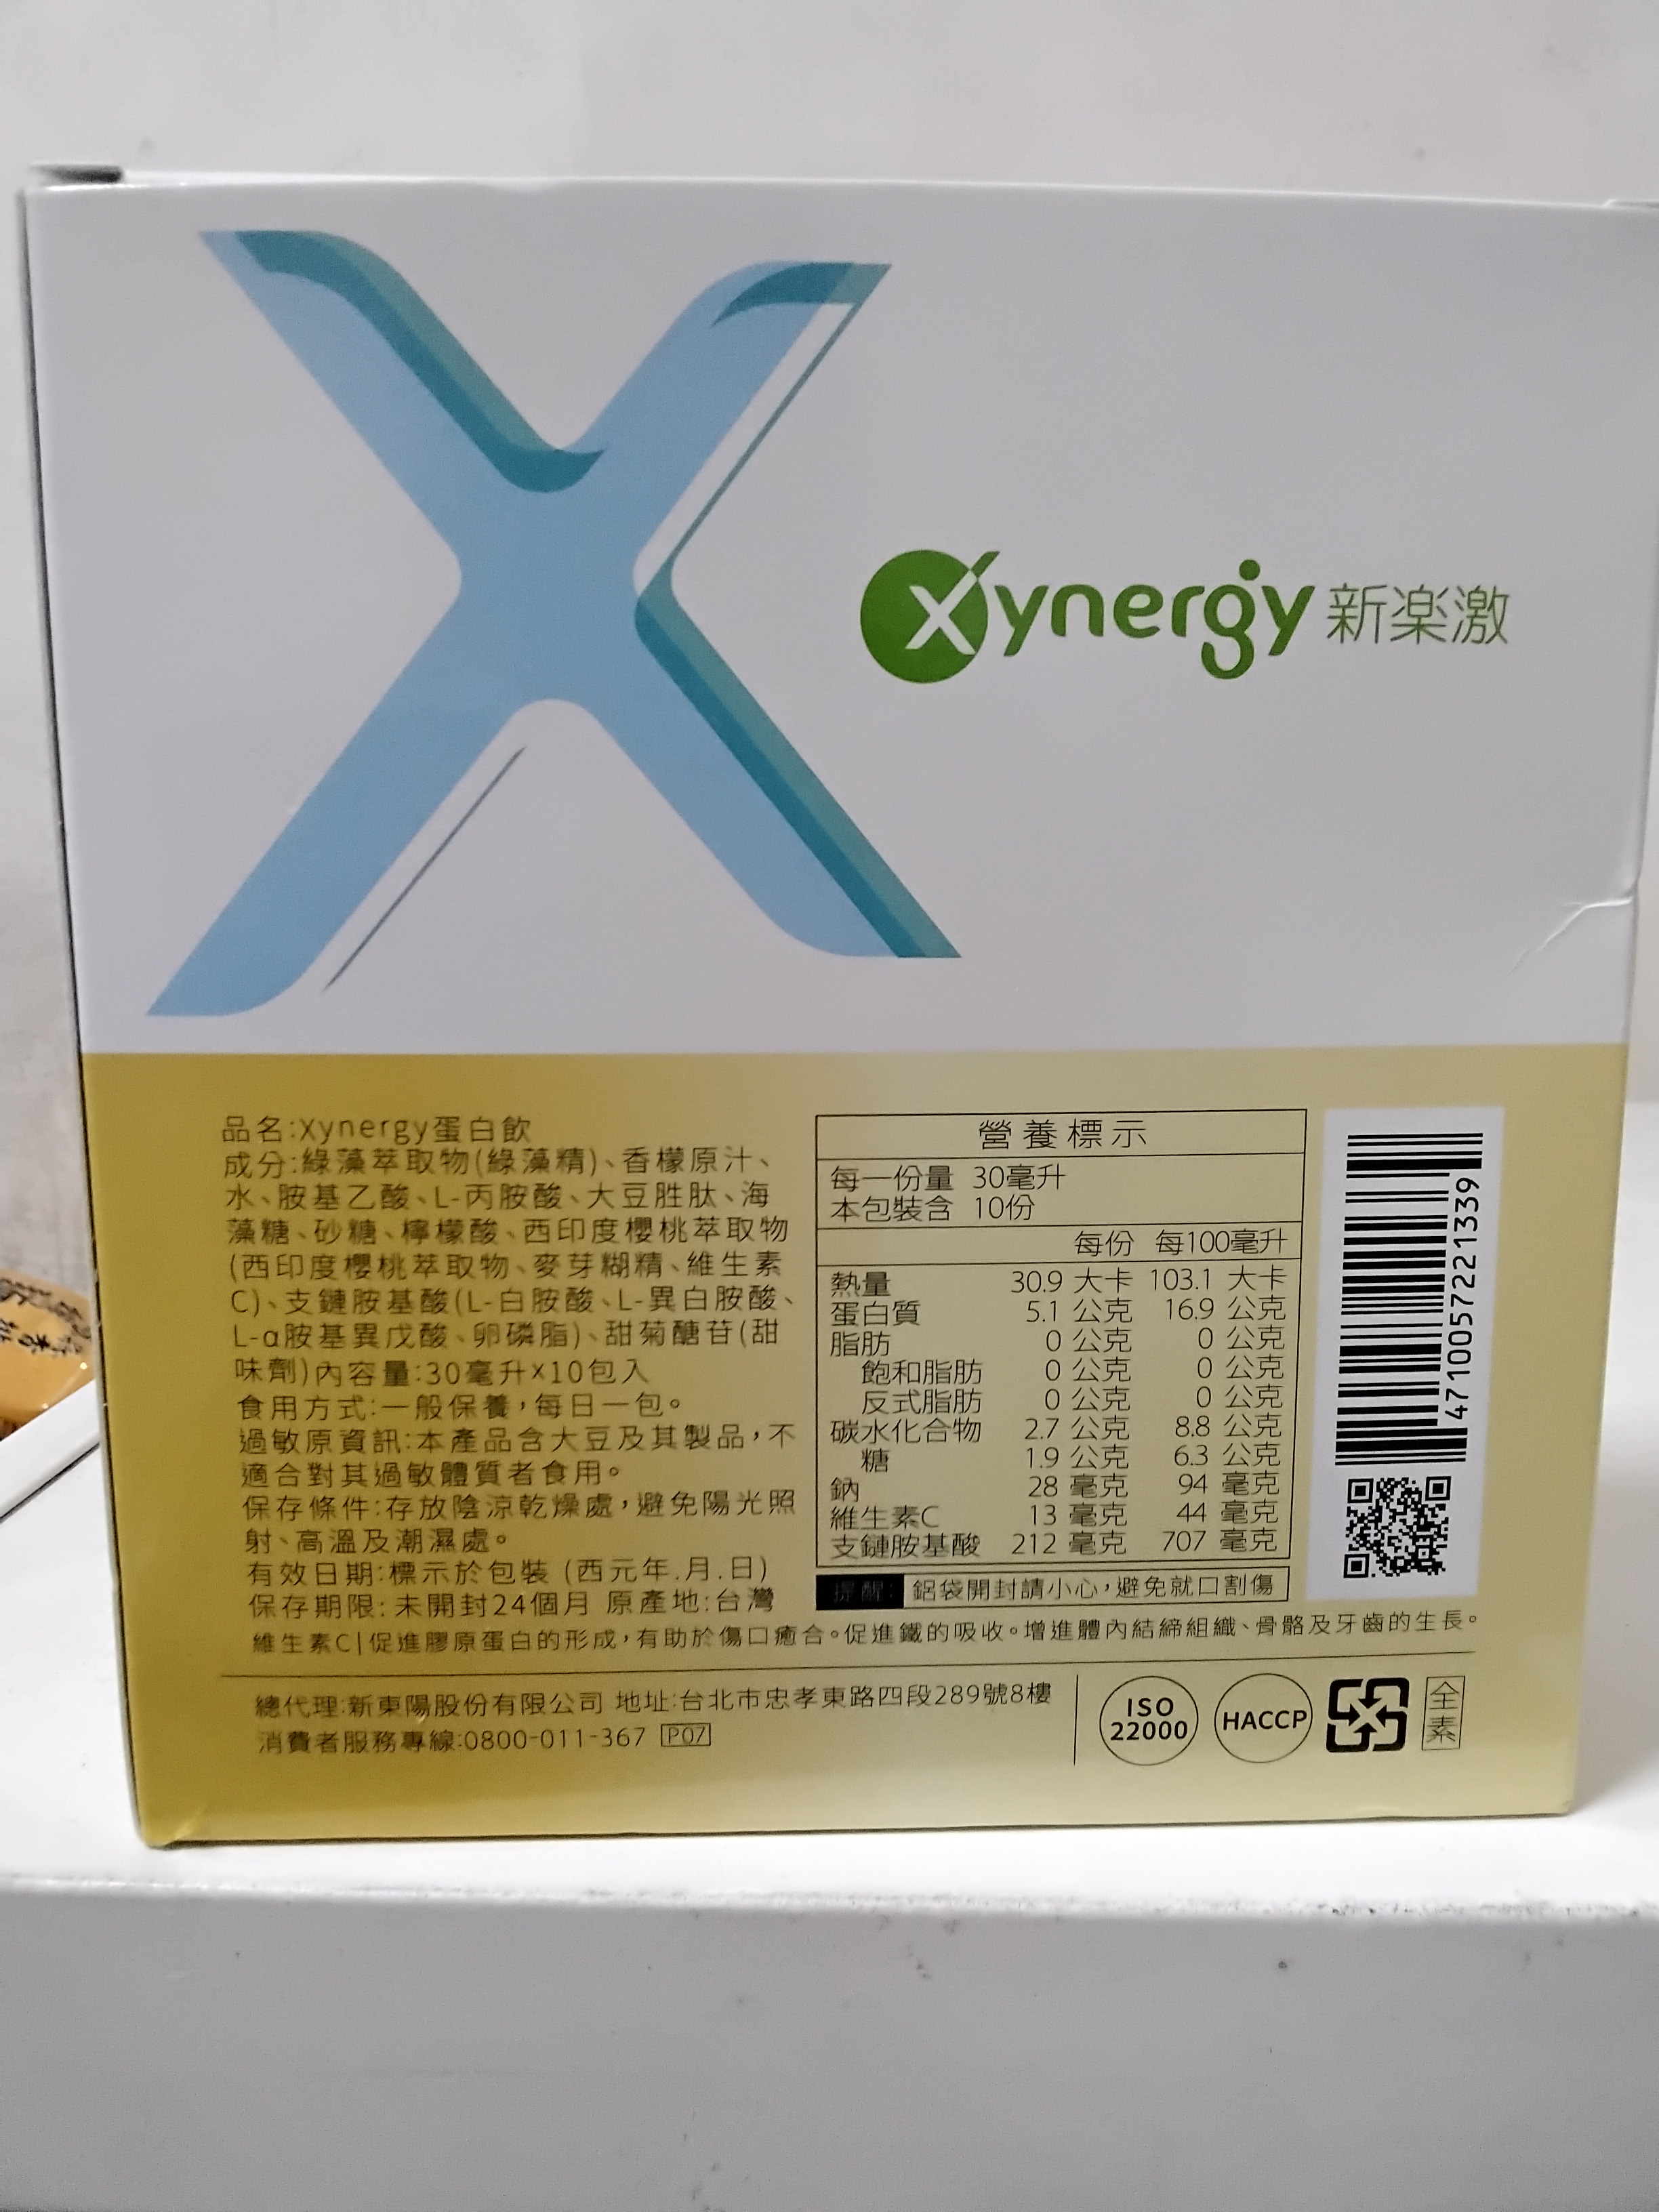 X
xynergy 新楽激
品名:Xynergy蛋白飲
成分:綠藻萃取物(綠藻精)、香檬原汁、
水、胺基乙酸、L-丙胺酸、大豆胜肽、海
藻糖、砂糖、檸檬酸、西印度櫻桃萃取物
(西印度櫻桃萃取物、麥芽糊精、維生素
C)、支鏈胺基酸(L-白胺酸、L-異白胺酸、
L-α胺基異戊酸、卵磷脂)、甜菊醣苷(甜
味劑)內容量:30毫升x10包入
食用方式:一般保養,每日一包。
過敏原資訊:本產品含大豆及其製品,不
適合對其過敏體質者食用。
保存條件:存放陰涼乾燥處,避免陽光照
射、高溫及潮濕處。
有效日期:標示於包裝 (西元年.月.日)
保存期限: 未開封24個月 原產地:台灣
營養標示
每一份量 30毫升
本包裝含 10份
每份 每100毫升
熱量 30.9 大卡 103.1 大卡
蛋白質 5.1 公克 16.9 公克
脂肪 0 公克 0 公克
飽和脂肪 0 公克 0 公克
反式脂肪 0 公克 0 公克
碳水化合物 2.7 公克 8.8 公克
糖 1.9 公克 6.3 公克
鈉 28 毫克 94 毫克
維生素C 13 毫克 44 毫克
支鏈胺基酸 212 毫克 707 毫克
提醒: 鋁袋開封請小心,避免就口割傷
4710057221339
維生素C|促進膠原蛋白的形成,有助於傷口癒合。促進鐵的吸收。增進體內結締組織、骨骼及牙齒的生長。
總代理:新東陽股份有限公司 地址:台北市忠孝東路四段289號8樓
消費者服務專線:0800-011-367 P07
ISO
22000
HACCP
全素